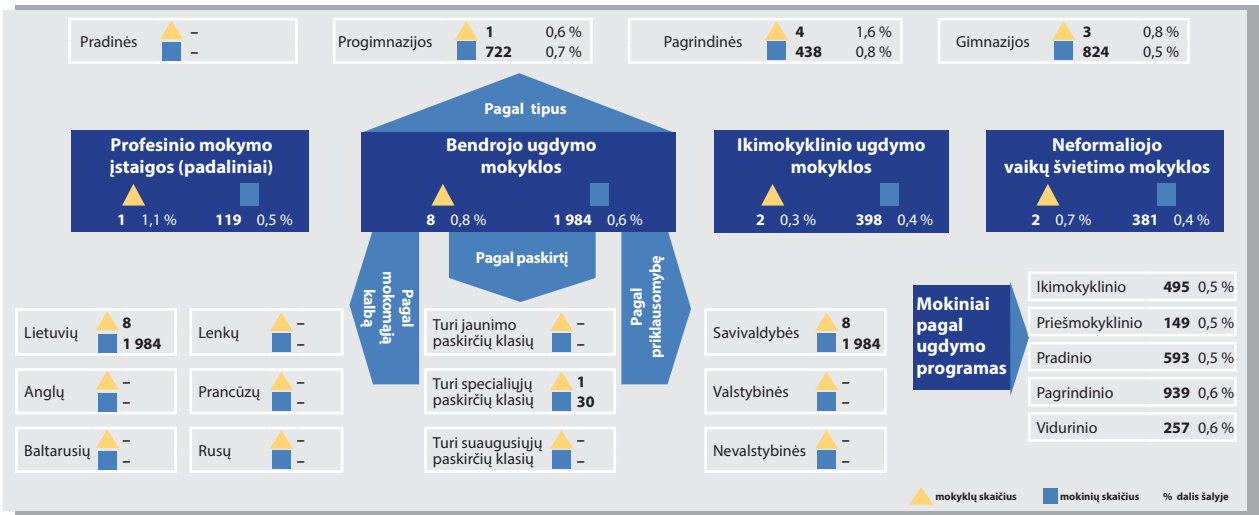 Pradinės – –
Progimnazijos 1 0,6 % 722 0,7 %
Pagrindinės 4 1,6 % 438 0,8 %
Gimnazijos 3 0,8 % 824 0,5 %
Pagal tipus
Profesinio mokymo
įstaigos (padaliniai)
1 1,1 % 119 0,5 %
Bendrojo ugdymo
mokyklos
8 0,8 % 1 984 0,6 %
Ikimokyklinio ugdymo
mokyklos
2 0,3 % 398 0,4 %
Neformaliojo
vaikų švietimo mokyklos
2 0,7 % 381 0,4 %
Pagal
mokomąją
kalbą
Pagal paskirtį
Pagal
priklausomybę
Lietuvių 8
1 984
Lenkų –
–
Anglų –
–
Prancūzų –
–
Baltarusių –
–
Rusų –
–
Turi jaunimo –
paskirčių klasių –
Turi specialiųjų 1
paskirčių klasių 30
Turi suaugusiųjų –
paskirčių klasių –
Savivaldybės 8
1 984
Valstybinės –
–
Nevalstybinės –
–
Mokiniai
pagal
ugdymo
programas
Ikimokyklinio 495 0,5 %
Priešmokyklinio 149 0,5 %
Pradinio 593 0,5 %
Pagrindinio 939 0,6 %
Vidurinio 257 0,6 %
mokyklų skaičius mokinių skaičius % dalis šalyje